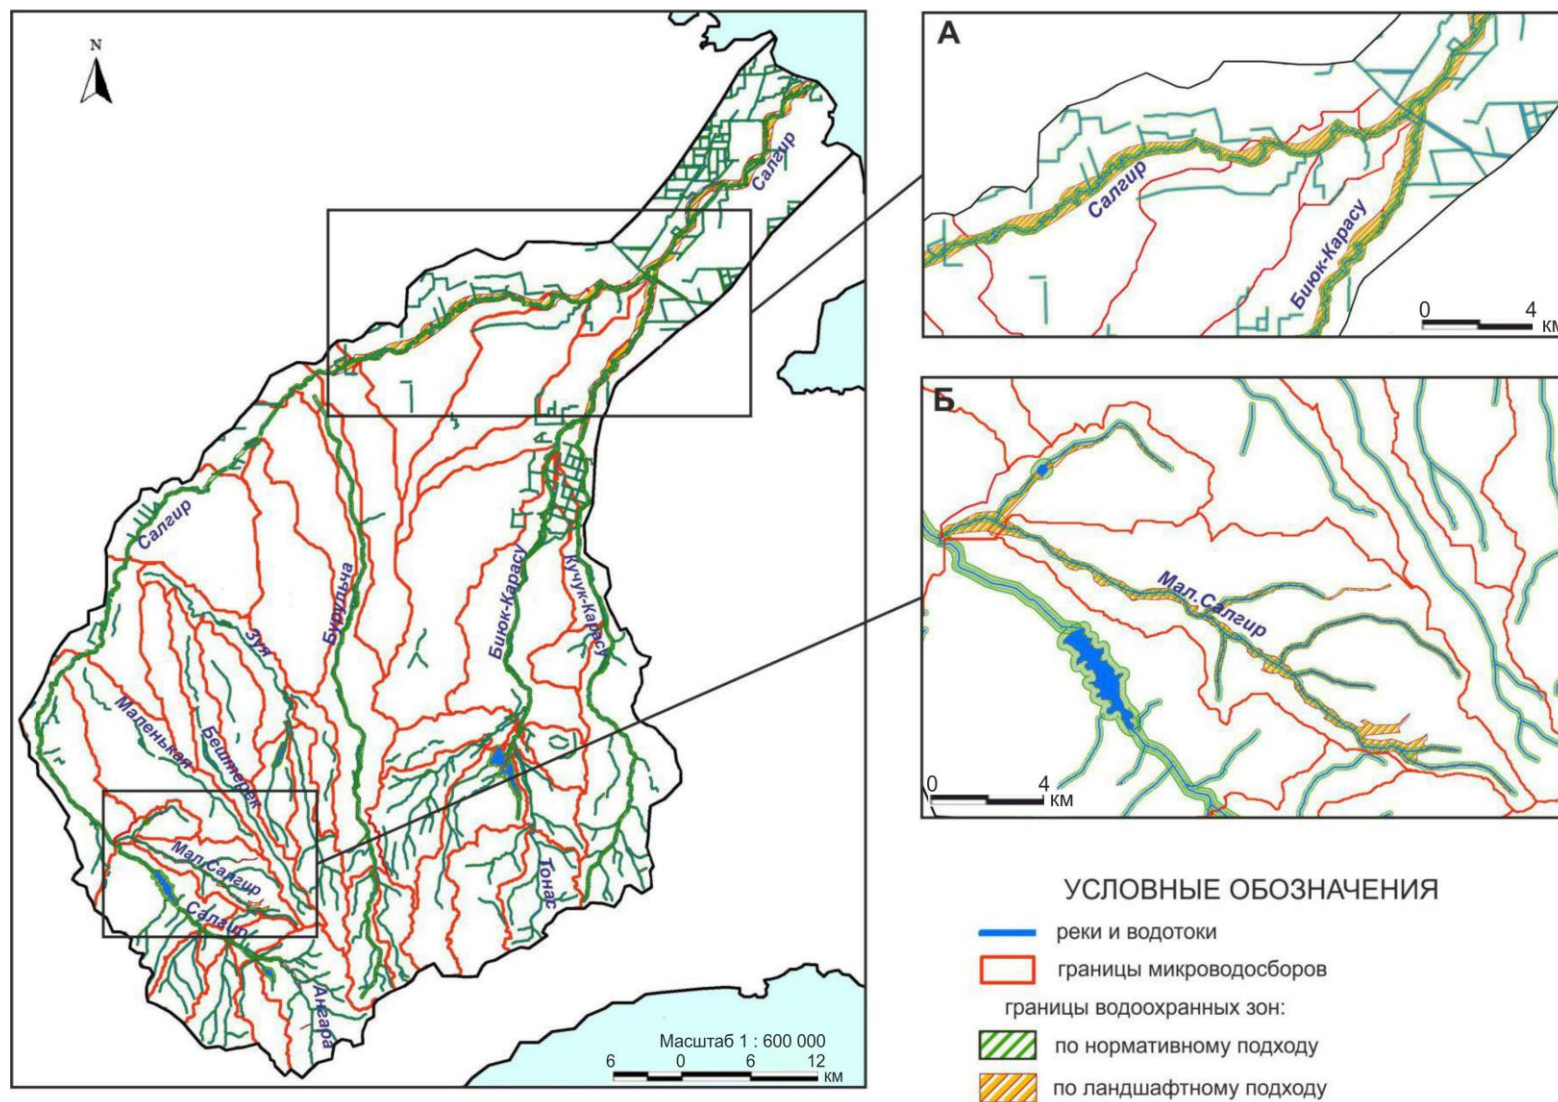 N
Салгир
Салгир
Бурульча
Зуя
Биюк-Карасу
Кучук-Карасу
Маленькая
Бештерек
Мал.Салгир
Салгир
Тонас
Ангара
Масштаб 1 : 600 000
6 0 6 12
км
А
Салгир
Биюк-Карасу
0 4
км
Б
Мал.Салгир
0 4
км
УСЛОВНЫЕ ОБОЗНАЧЕНИЯ
реки и водотоки
границы микроводосборов
границы водоохранных зон:
по нормативному подходу
по ландшафтному подходу